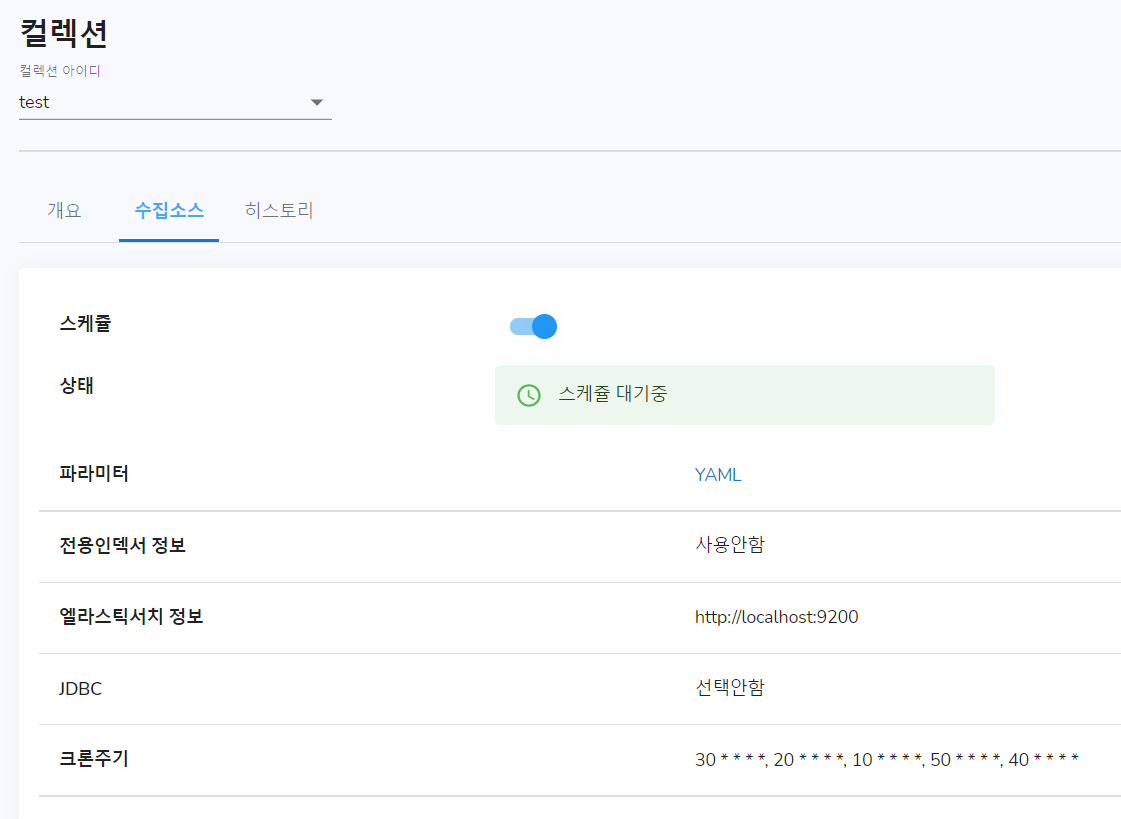 컬렉션
컬렉션 아이디
test
개요 수집소스 히스토리
스케쥴
상태 스케쥴 대기중
파라미터 YAML
전용인덱서 정보 사용안함
엘라스틱서치 정보 http://localhost:9200
JDBC 선택안함
크론주기 30 * * * *, 20 * * * *, 10 * * * *, 50 * * * *, 40 * * * *